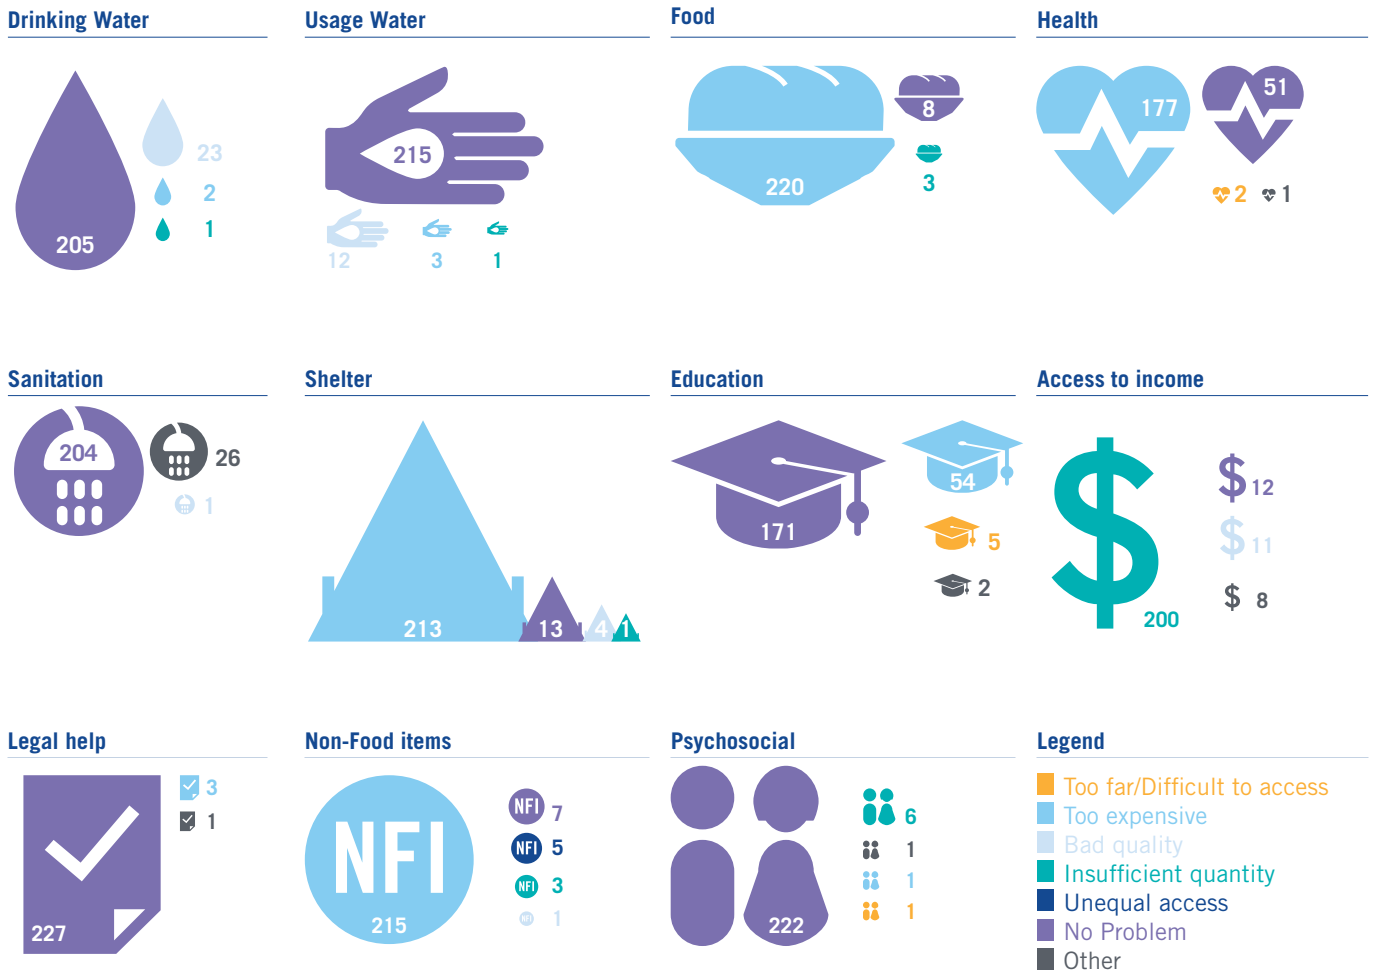 Drinking Water
205
23
2
1
Usage Water
215
12
3
1
Food
220
8
3
Health
177
51
2
1
Sanitation
204
26
1
Shelter
213
13
4
1
Education
171
54
5
2
Access to income
200
12
11
8
Legal help
227
3
1
Non-Food items
NFI
215
NFI
7
NFI
5
NFI
3
NFI
1
Psychosocial
222
6
1
1
1
Legend
Too far/Difficult to access
Too expensive
Bad quality
Insufficient quantity
Unequal access
No Problem
Other